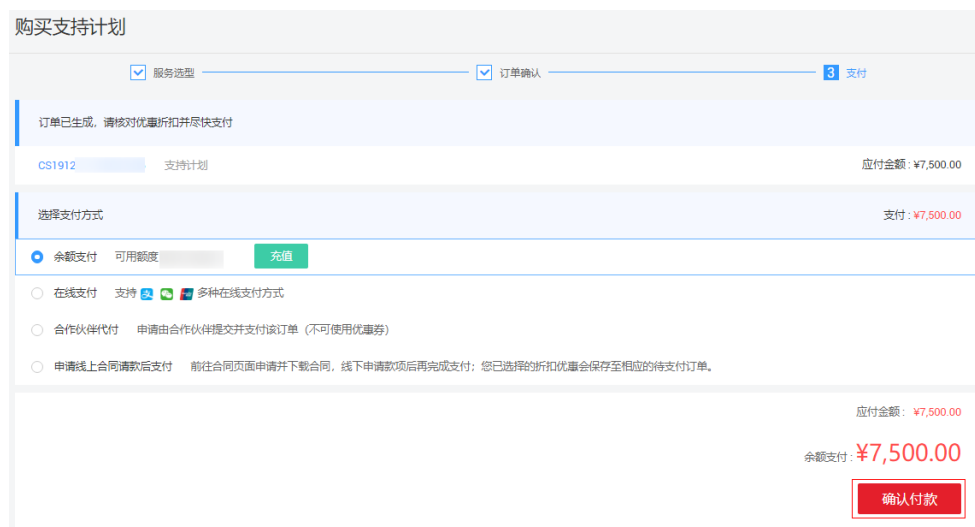 购买支持计划
服务选型 订单确认 3 支付
订单已生成, 请核对优惠折扣并尽快支付
CS1912 支持计划 应付金额 : ¥7,500.00
选择支付方式 支付 : ¥7,500.00
余额支付 可用额度 充值
在线支付 支持 支 多种在线支付方式
合作伙伴代付 申请由合作伙伴提交并支付该订单 (不可使用优惠券)
申请线上合同请款后支付 前往合同页面申请并下载合同, 线下申请款项后再完成支付; 您已选择的折扣优惠会保存至相应的待支付订单。
应付金额 : ¥7,500.00
余额支付 : ¥7,500.00
确认付款